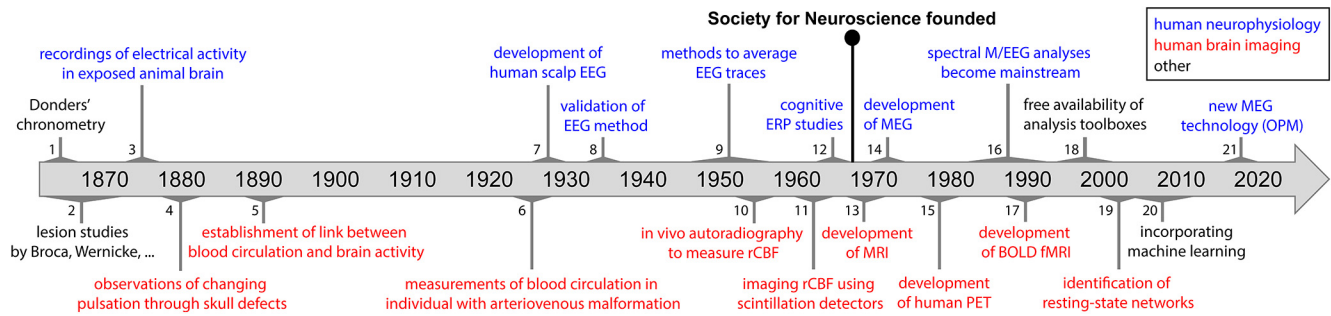 Society for Neuroscience founded
human neurophysiology
human brain imaging
other
recordings of electrical activity
in exposed animal brain
development of
human scalp EEG
methods to average
EEG traces
spectral M/EEG analyses
become mainstream
Donders'
chronometry
validation of
EEG method
cognitive
ERP studies
development
of MEG
free availability of
analysis toolboxes
new MEG
technology (OPM)
1 3 7 8 9 12 14 16 18 21
1870 1880 1890 1900 1910 1920 1930 1940 1950 1960 1970 1980 1990 2000 2010 2020
2 4 5 6 10 11 13 15 17 19 20
lesion studies
by Broca, Wernicke, ...
establishment of link between
blood circulation and brain activity
in vivo autoradiography
to measure rCBF
development
of MRI
development
of BOLD fMRI
incorporating
machine learning
observations of changing
pulsation through skull defects
measurements of blood circulation in
individual with arteriovenous malformation
imaging rCBF using
scintillation detectors
development
of human PET
identification of
resting-state networks